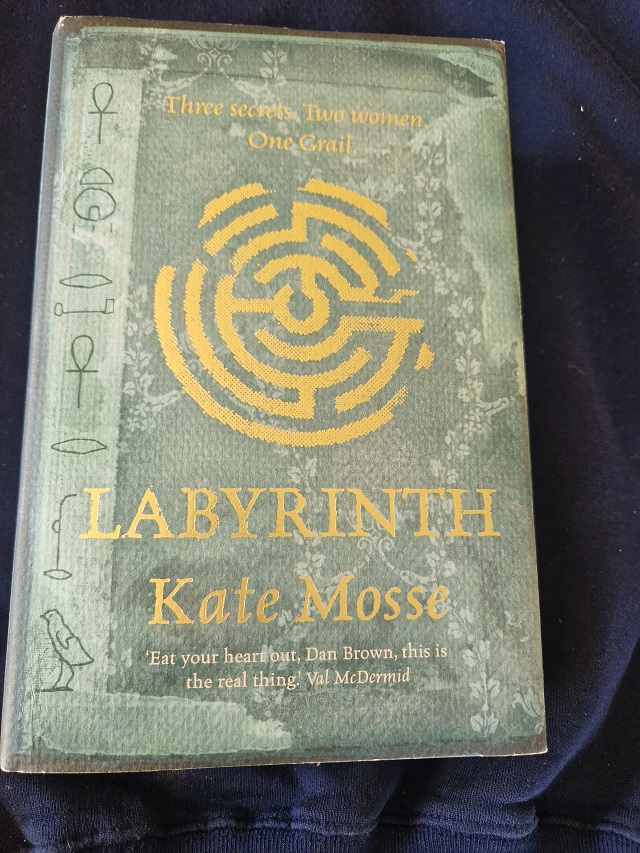 Three secrets. Two women.
One Grail.
LABYRINTH
Kate Mosse
'Eat your heart out, Dan Brown, this is
the real thing.' Val McDermid